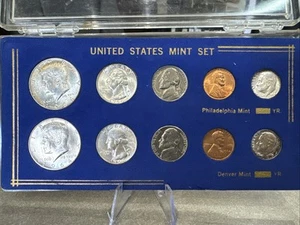 UNITED STATES MINT SET
Philadelphia Mint YR.
Denver Mint YR.